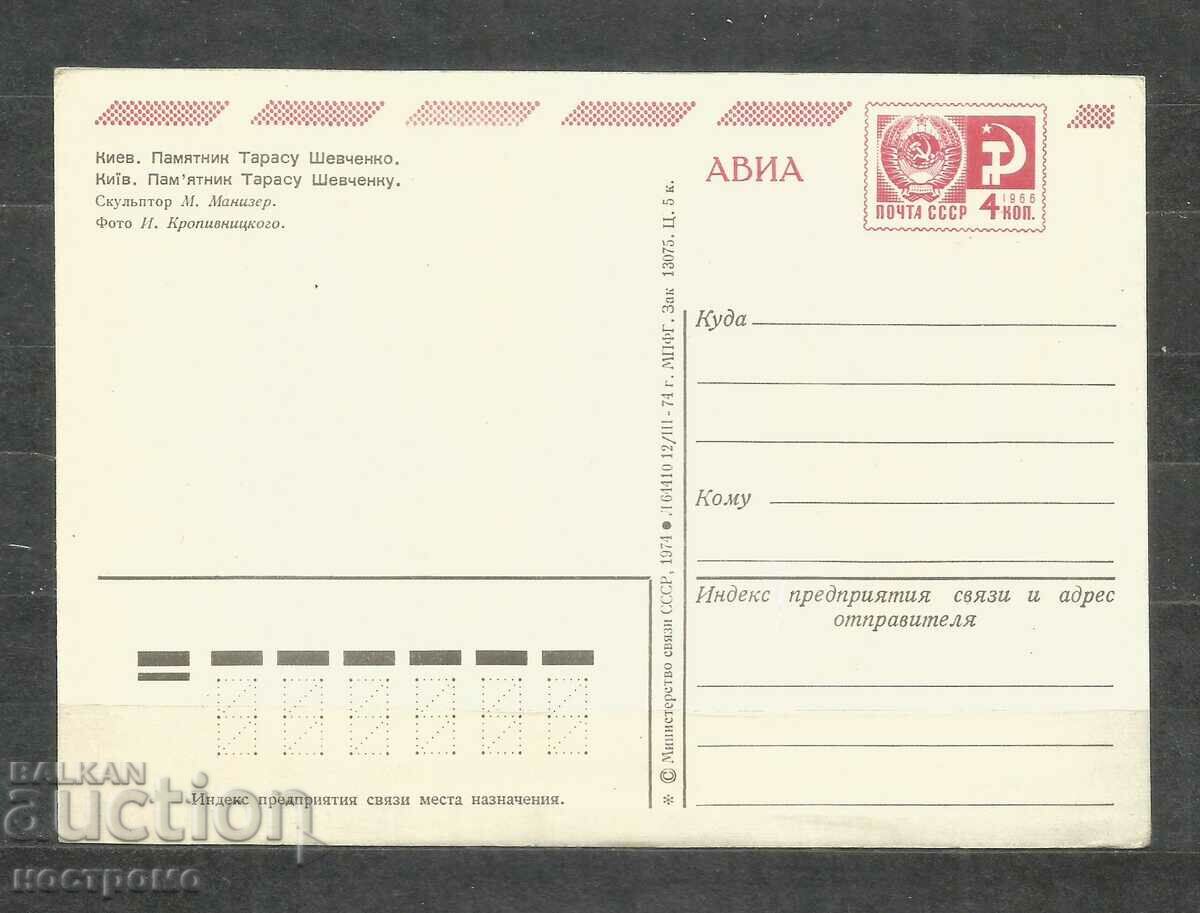 Киев. Памятник Тарасу Шевченко.
Київ. Пам'ятник Тарасу Шевченку.
Скульптор М. Манизер.
Фото И. Кропивницкого.
АВИА
ПОЧТА СССР 4 1966 КОП.
Куда
Кому
Индекс предприятия связи и адрес
отправителя
* © Министерство связи СССР, 1974 ● Л 61410 12/III - 74 г. МПФГ. Зак 13075. Ц. 5 к.
Индекс предприятия связи места назначения.
BALKAN
auction
ностромо